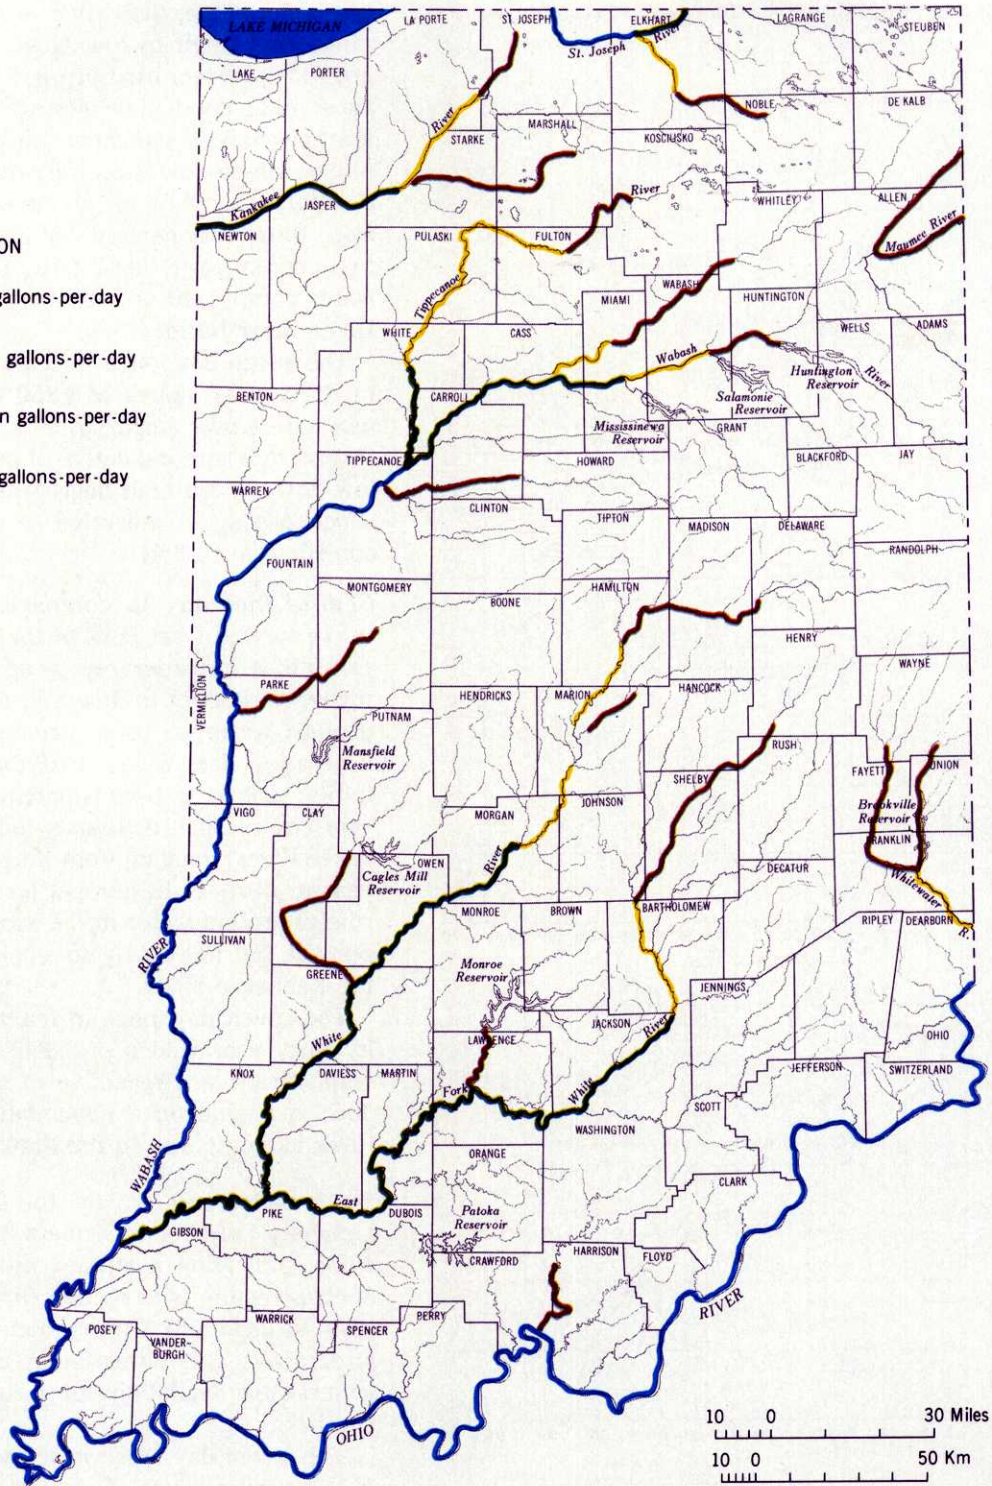 LAKE MICHIGAN
LA PORTE
ST. JOSEPH
ELKHART
River
LAGRANGE
STEUBEN
St. Joseph
LAKE
PORTER
NOBLE
DE KALB
River
STARKE
MARSHALL
KOSCIUSKO
Kankakee
JASPER
River
WHITLEY
ALLEN
ON
NEWTON
PULASKI
FULTON
Maumee River
gallons-per-day
Tippecanoe
WABASH
MIAMI
HUNTINGTON
WHITE
CASS
WELLS
ADAMS
gallons-per-day
Wabash
Huntington
Reservoir
River
BENTON
CARROLL
Salamonie
Reservoir
n gallons-per-day
Mississinewa
Reservoir
GRANT
TIPPECANOE
HOWARD
BLACKFORD
JAY
gallons-per-day
WARREN
CLINTON
TIPTON
MADISON
DELAWARE
FOUNTAIN
RANDOLPH
MONTGOMERY
BOONE
HAMILTON
HENRY
WAYNE
VERMILLION
PARKE
HENDRICKS
MARION
HANCOCK
PUTNAM
Mansfield
Reservoir
RUSH
SHELBY
FAYETT
UNION
VIGO
CLAY
MORGAN
JOHNSON
Brookville
Reservoir
FRANKLIN
River
OWEN
Cagles Mill
Reservoir
DECATUR
Whitewater
R.
MONROE
BROWN
BARTHOLOMEW
RIPLEY
DEARBORN
RIVER
SULLIVAN
GREENE
Monroe
Reservoir
JENNINGS
JACKSON
River
OHIO
White
LAWRENCE
KNOX
DAVIESS
MARTIN
JEFFERSON
SWITZERLAND
Fork
White
SCOTT
WASHINGTON
WABASH
ORANGE
CLARK
East
PIKE
DUBOIS
Patoka
Reservoir
GIBSON
CRAWFORD
HARRISON
FLOYD
RIVER
POSEY
WARRICK
PERRY
SPENCER
VANDER-
BURGH
OHIO
10 0 30 Miles
10 0 50 Km